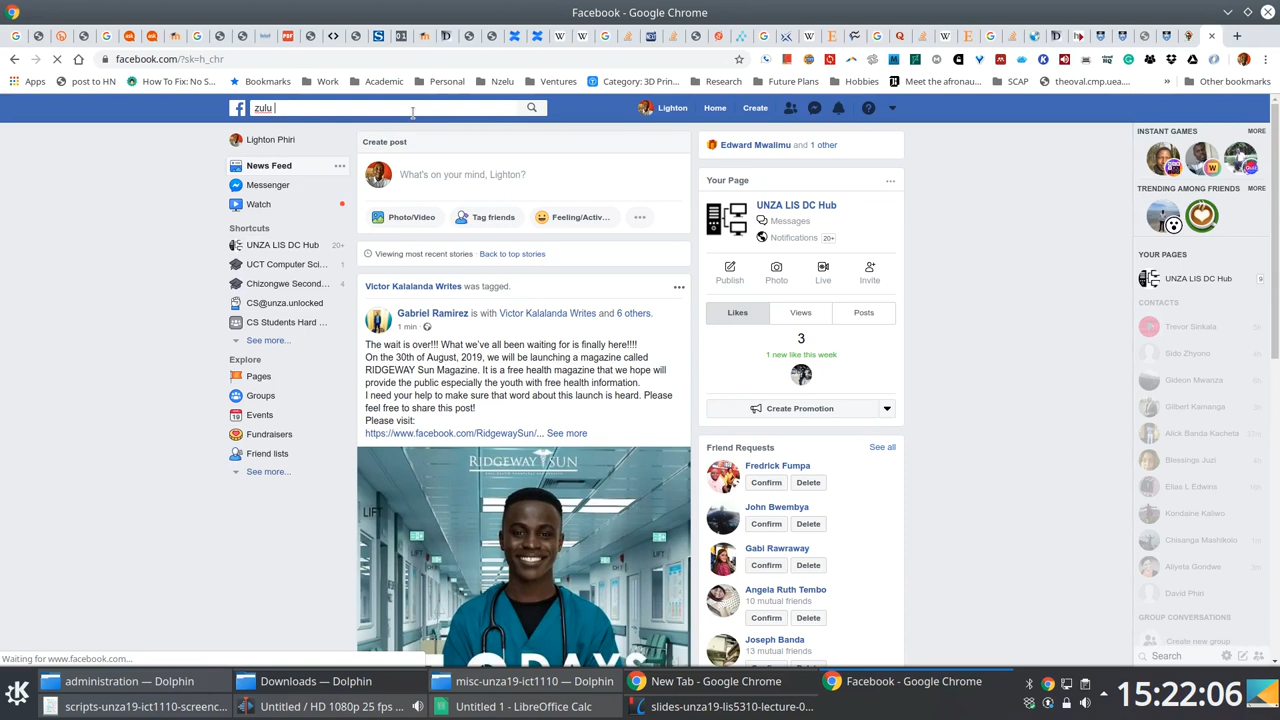 Facebook - Google Chrome
facebook.com/?sk=h_chr
Apps
post to HN
How To Fix: No S...
Bookmarks
Work
Academic
Personal
Nzelu
Ventures
Category: 3D Prin...
Research
Future Plans
Hobbies
Meet the afronau...
SCAP
theoval.cmp.uea....
»
Other bookmarks
zulu
Lighton
Home
Create
Lighton Phiri
News Feed
Messenger
Watch
Shortcuts
UNZA LIS DC Hub 20+
UCT Computer Sci... 1
Chizongwe Second... 4
CS@unza.unlocked
CS Students Hard ...
See more...
Explore
Pages
Groups
Events
Fundraisers
Friend lists
See more...
Create post
What's on your mind, Lighton?
Photo/Video
Tag friends
Feeling/Activ...
Viewing most recent stories · Back to top stories
Victor Kalalanda Writes was tagged.
Gabriel Ramirez is with Victor Kalalanda Writes and 6 others.
1 min ·
The wait is over!!! What we've all been waiting for is finally here!!!!
On the 30th of August, 2019, we will be launching a magazine called
RIDGEWAY Sun Magazine. It is a free health magazine that we hope will
provide the public especially the youth with free health information.
I need your help to make sure that word about this launch is heard. Please
feel free to share this post!
Please visit:
https://www.facebook.com/RidgewaySun/... See more
RIDGEWAY SUN
LIFT
LIFT
DAYS
Edward Mwalimu and 1 other
Your Page
UNZA LIS DC Hub
Messages
Notifications 20+
Publish
Photo
Live
Invite
Likes
Views
Posts
3
1 new like this week
Create Promotion
Friend Requests
See all
Fredrick Fumpa
Confirm
Delete
John Bwembya
Confirm
Delete
Gabi Rawraway
Confirm
Delete
Angela Ruth Tembo
10 mutual friends
Confirm
Delete
Joseph Banda
13 mutual friends
INSTANT GAMES
MORE
TRENDING AMONG FRIENDS
MORE
YOUR PAGES
UNZA LIS DC Hub 9
CONTACTS
Trevor Sinkala
Sido Zhyono
Gideon Mwanza
Gilbert Kamanga
Alick Banda Kacheta
Blessings Juzi
Elias L Edwins
Kondaine Kaliwo
Chisanga Mashikolo
Aliyeta Gondwe
David Phiri
GROUP CONVERSATIONS
Create new group
Search
Waiting for www.facebook.com...
administration — Dolphin
Downloads — Dolphin
misc-unza19-ict1110 — Dolphin
New Tab - Google Chrome
Facebook - Google Chrome
scripts-unza19-ict1110-screenc...
Untitled / HD 1080p 25 fps ...
Untitled 1 - LibreOffice Calc
slides-unza19-lis5310-lecture-0...
15:22:06